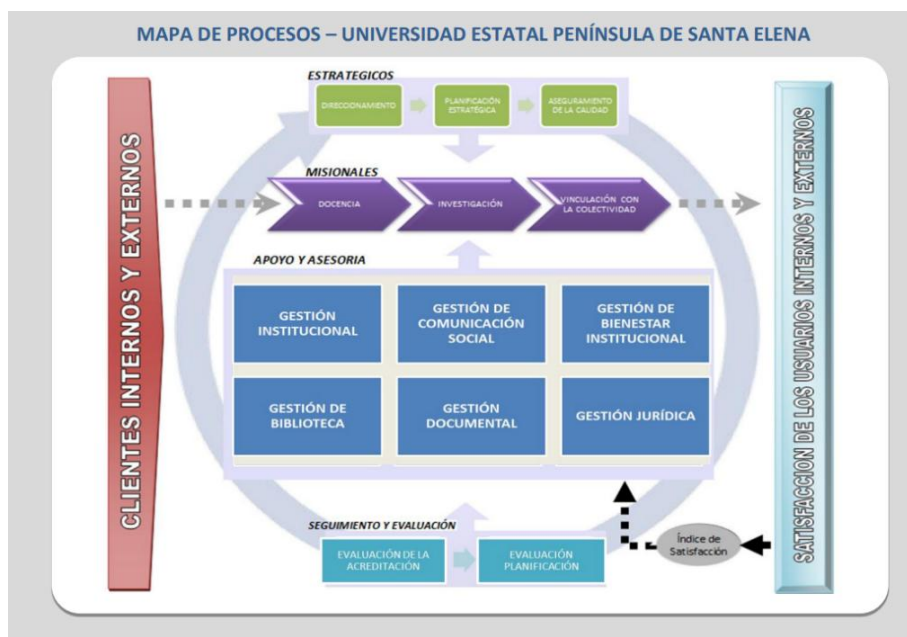 MAPA DE PROCESOS – UNIVERSIDAD ESTATAL PENÍNSULA DE SANTA ELENA
CLIENTES INTERNOS Y EXTERNOS
ESTRATEGICOS
DIRECCIONAMIENTO
PLANIFICACIÓN
ESTRATÉGICA
ASEGURAMIENTO
DE LA CALIDAD
MISIONALES
DOCENCIA
INVESTIGACIÓN
VINCULACIÓN CON
LA COLECTIVIDAD
APOYO Y ASESORIA
GESTIÓN
INSTITUCIONAL
GESTIÓN DE
COMUNICACIÓN
SOCIAL
GESTIÓN DE
BIENESTAR
INSTITUCIONAL
GESTIÓN DE
BIBLIOTECA
GESTIÓN
DOCUMENTAL
GESTIÓN JURÍDICA
SEGUIMIENTO Y EVALUACIÓN
EVALUACIÓN DE LA
ACREDITACIÓN
EVALUACIÓN
PLANIFICACIÓN
Índice de
Satisfacción
SATISFACCION DE LOS USUARIOS INTERNOS Y EXTERNOS